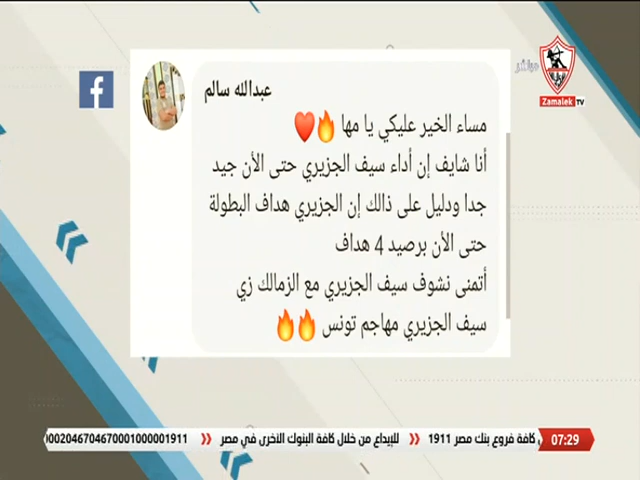 مباشر
Zamalek TV
عبدالله سالم
مساء الخير عليكي يا مها 🔥❤️
أنا شايف إن أداء سيف الجزيري حتى الأن جيد
جدا ودليل على ذالك إن الجزيري هداف البطولة
حتى الأن برصيد 4 هداف
أتمنى نشوف سيف الجزيري مع الزمالك زي
سيف الجزيري مهاجم تونس 🔥🔥
07:29 كافة فروع بنك مصر 1911 » للإيداع من خلال كافة البنوك الأخرى في مصر » 0002046704670001000001911